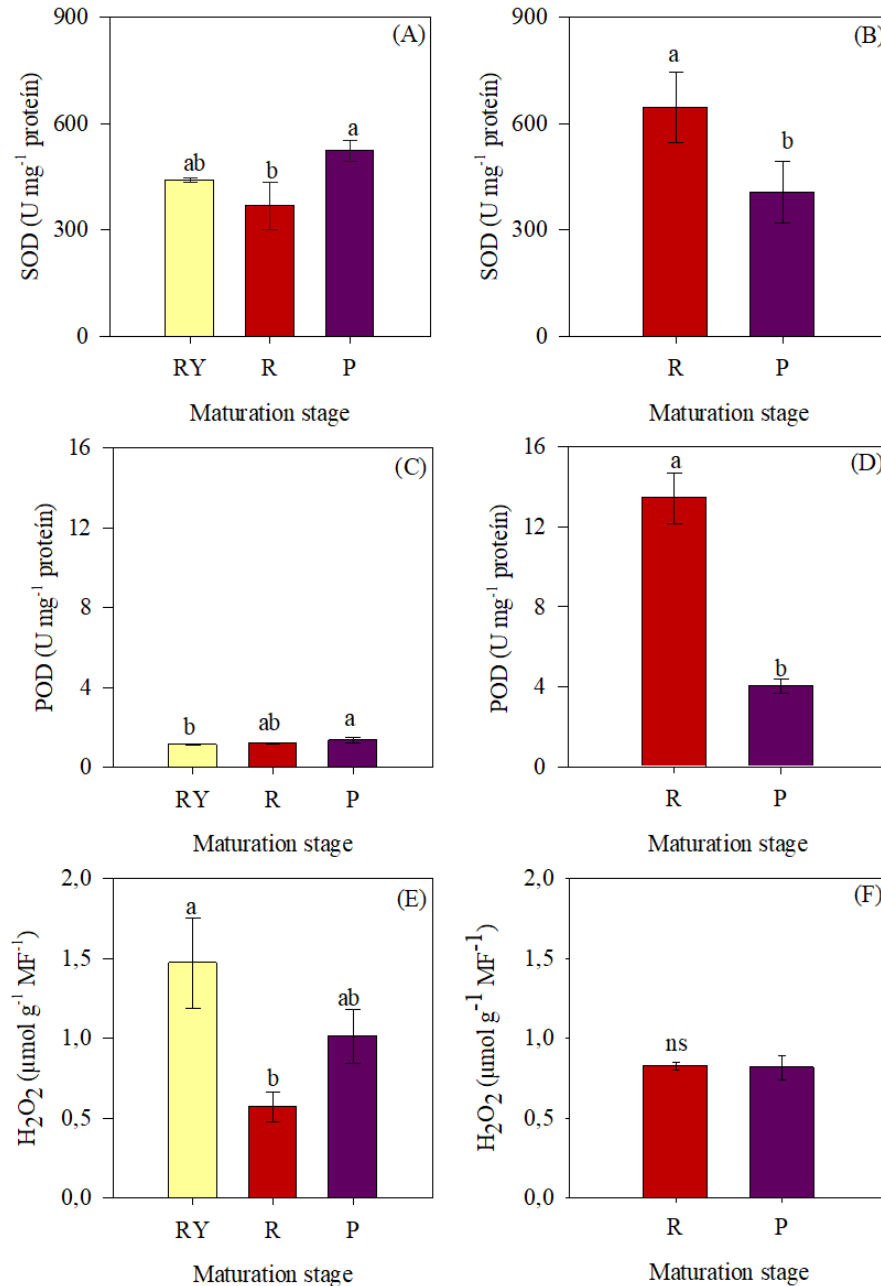 (A)
SOD (U mg⁻¹ proteín)
900
600
300
0
ab
b
a
RY R P
Maturation stage
(B)
SOD (U mg⁻¹ proteín)
900
600
300
0
a
b
R P
Maturation stage
(C)
POD (U mg⁻¹ proteín)
16
12
8
4
0
b
ab
a
RY R P
Maturation stage
(D)
POD (U mg⁻¹ proteín)
16
12
8
4
0
a
b
R P
Maturation stage
(E)
H₂O₂ (μmol g⁻¹ MF⁻¹)
2,0
1,5
1,0
0,5
0,0
a
b
ab
RY R P
Maturation stage
(F)
H₂O₂ (μmol g⁻¹ MF⁻¹)
2,0
1,5
1,0
0,5
0,0
ns
R P
Maturation stage